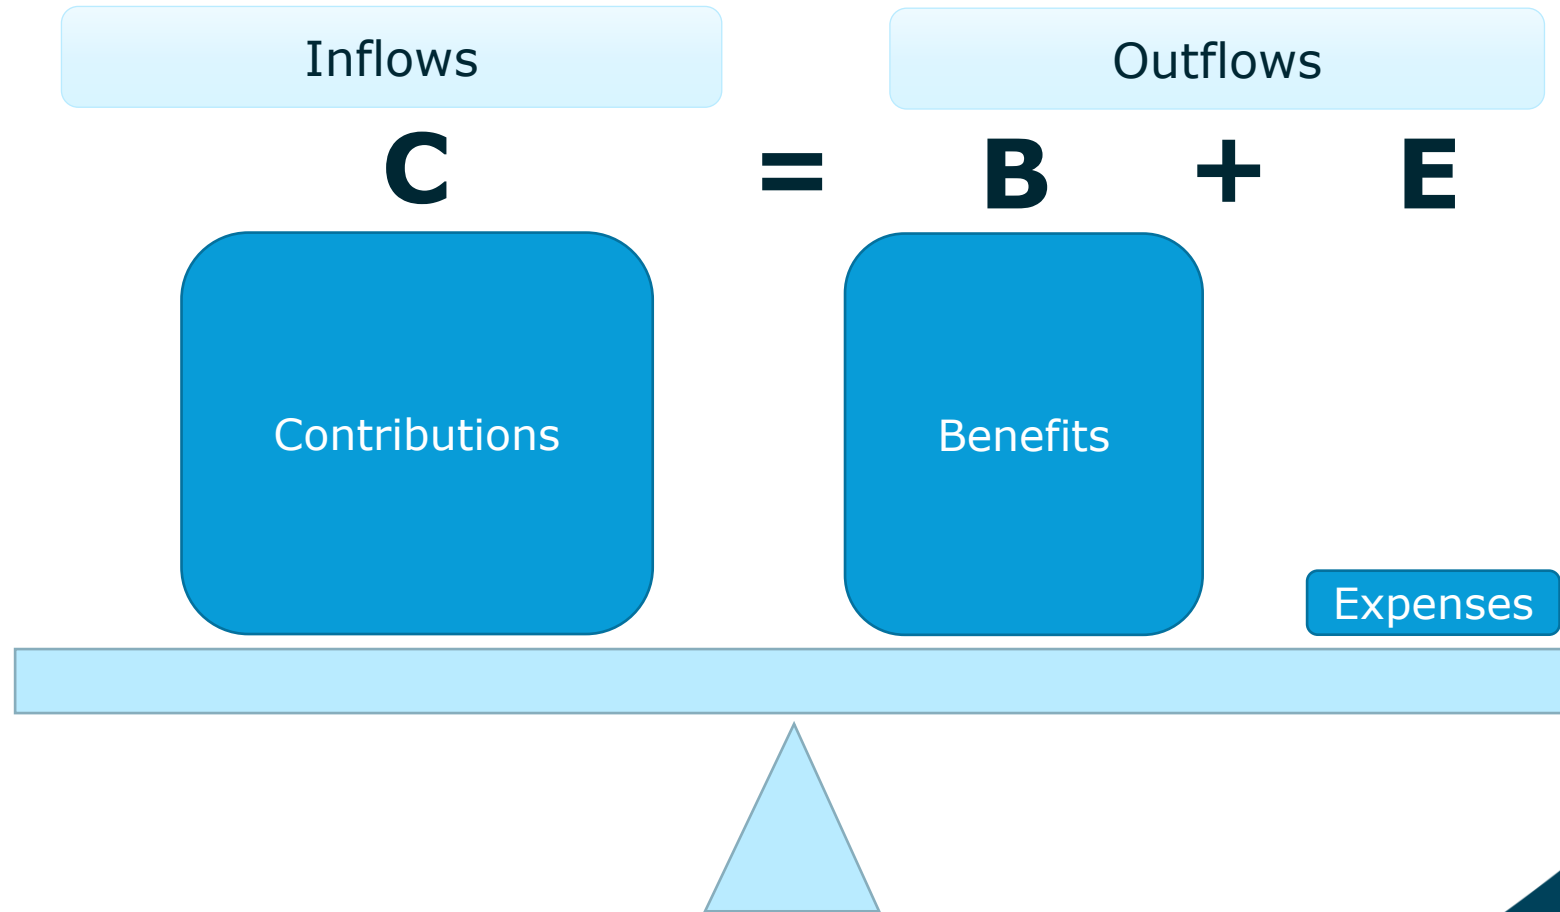 Inflows
Outflows
C = B + E
Contributions
Benefits
Expenses